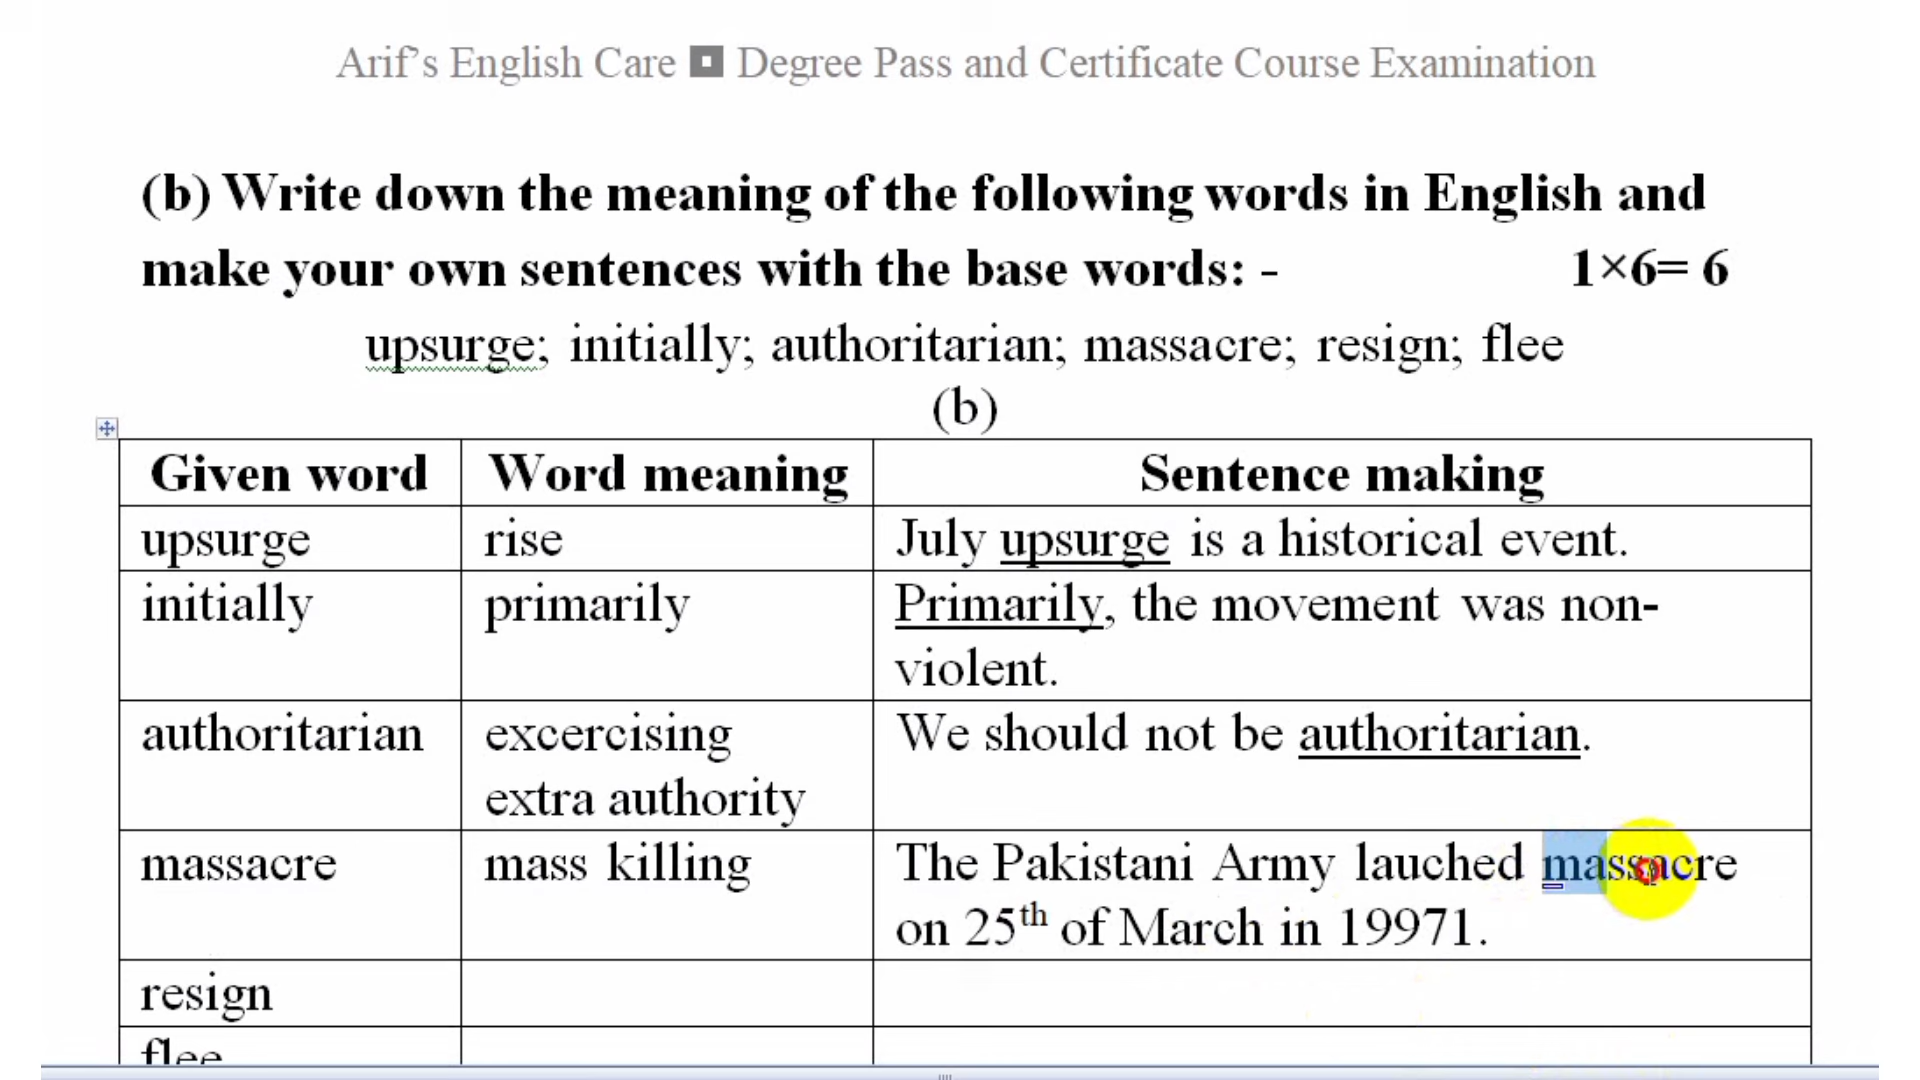 Arif's English Care ◘ Degree Pass and Certificate Course Examination
(b) Write down the meaning of the following words in English and
make your own sentences with the base words: - 1×6= 6
upsurge; initially; authoritarian; massacre; resign; flee
(b)
Given word Word meaning Sentence making
upsurge rise July upsurge is a historical event.
initially primarily Primarily, the movement was non-
violent.
authoritarian excercising We should not be authoritarian.
extra authority
massacre mass killing The Pakistani Army lauched massacre
on 25th of March in 19971.
resign
flee